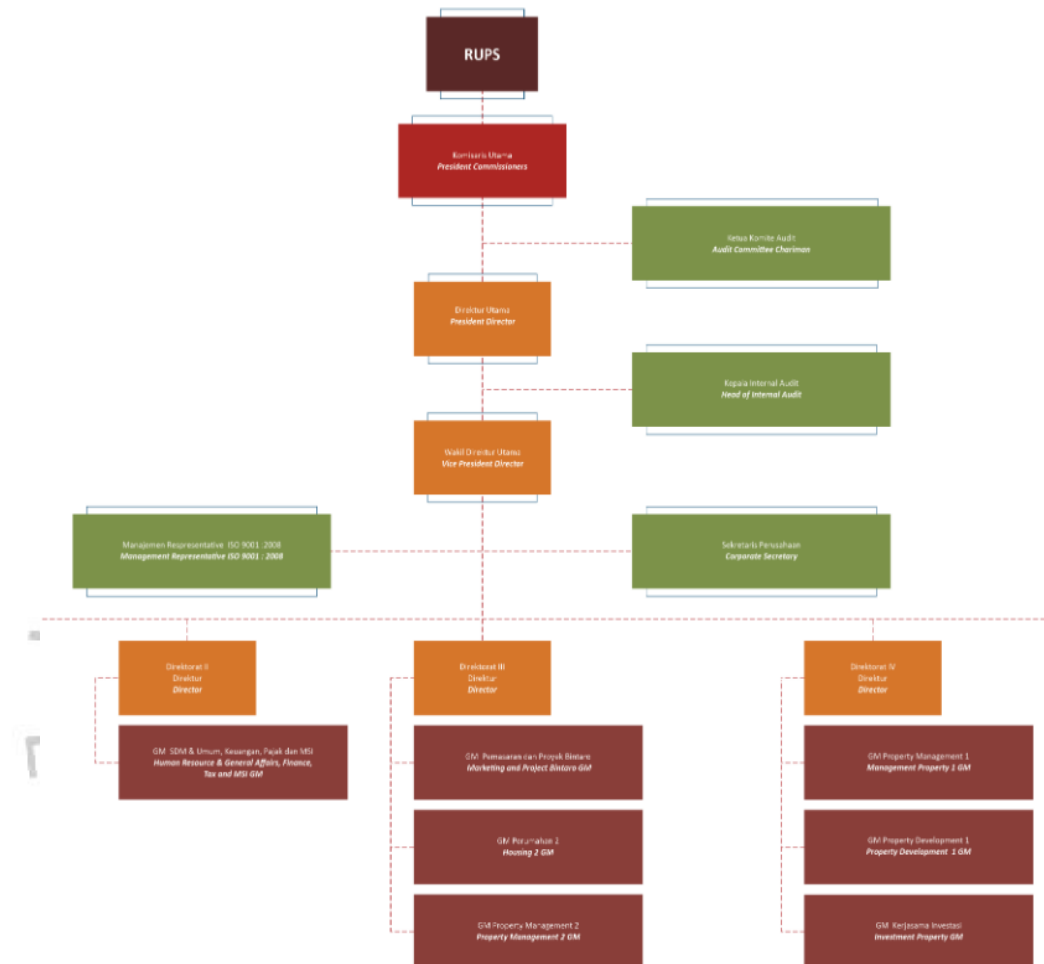 RUPS
Komisaris Utama
President Commissioners
Ketua Komite Audit
Audit Committee Chariman
Direktur Utama
President Director
Kepala Internal Audit
Head of Internal Audit
Wakil Direktur Utama
Vice President Director
Manajemen Respresentative ISO 9001 :2008
Management Representative ISO 9001 : 2008
Sekretaris Perusahaan
Corporate Secretary
Direktorat II
Direktur
Director
Direktorat III
Direktur
Director
Direktorat IV
Direktur
Director
GM SDM & Umum, Keuangan, Pajak dan MSI
Human Resource & General Affairs, Finance,
Tax and MSI GM
GM Pemasaran dan Proyek Bintaro
Marketing and Project Bintaro GM
GM Property Management 1
Management Property 1 GM
GM Perumahan 2
Housing 2 GM
GM Property Development 1
Property Development 1 GM
GM Property Management 2
Property Management 2 GM
GM Kerjasama Investasi
Investment Property GM